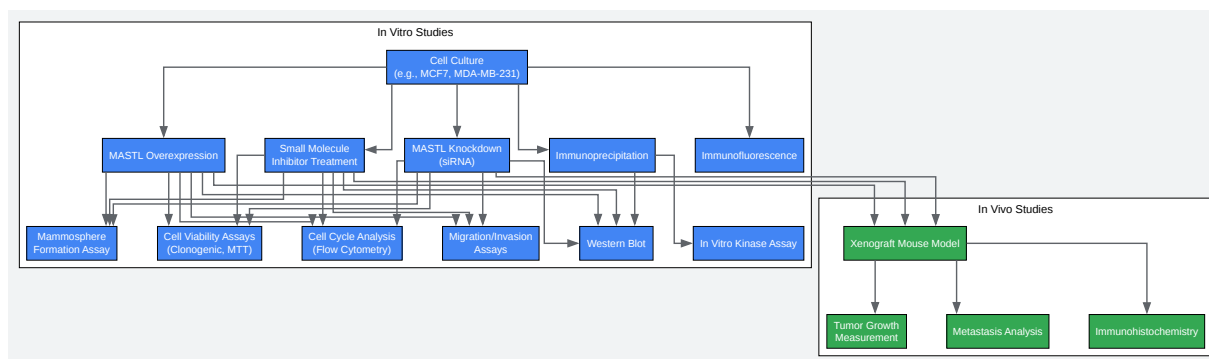 In Vitro Studies
Cell Culture
(e.g., MCF7, MDA-MB-231)
MASTL Overexpression
Small Molecule
Inhibitor Treatment
MASTL Knockdown
(siRNA)
Immunoprecipitation
Immunofluorescence
Mammosphere
Formation Assay
Cell Viability Assays
(Clonogenic, MTT)
Cell Cycle Analysis
(Flow Cytometry)
Migration/Invasion
Assays
Western Blot
In Vitro Kinase Assay
In Vivo Studies
Xenograft Mouse Model
Tumor Growth
Measurement
Metastasis Analysis
Immunohistochemistry